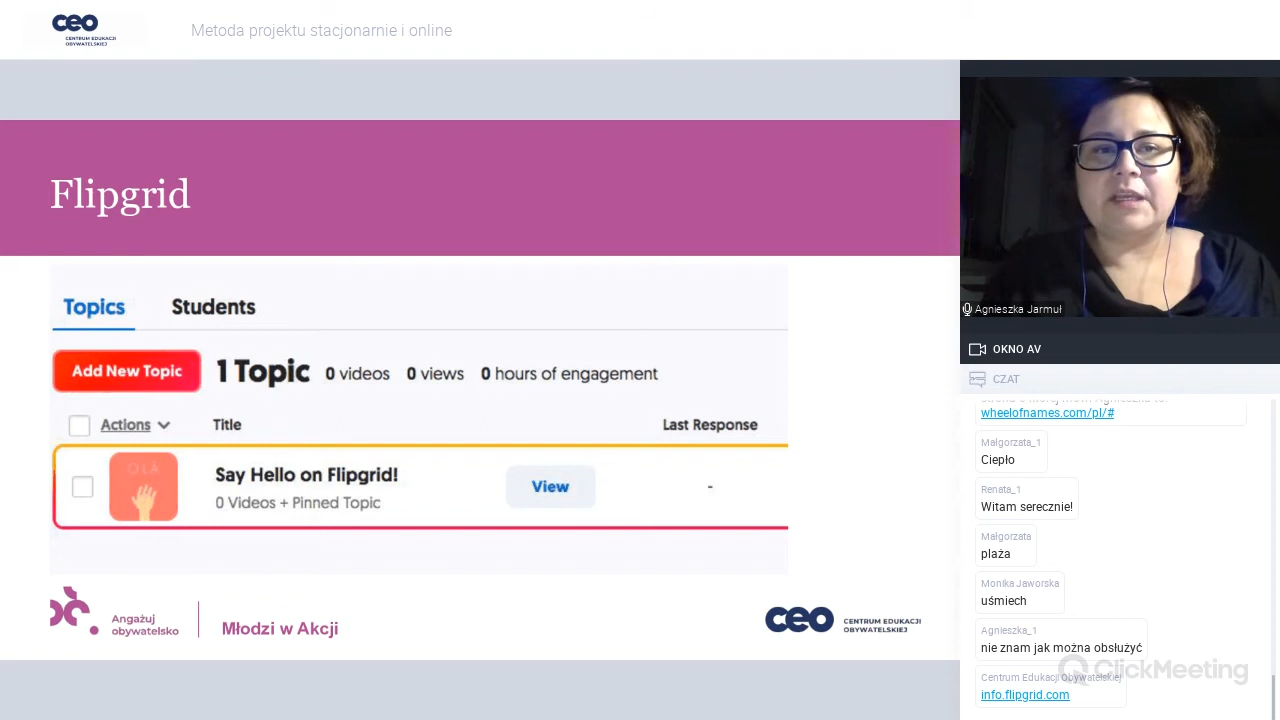 ceo
CENTRUM EDUKACJI
OBYWATELSKIEJ
Metoda projektu stacjonarnie i online
Flipgrid
Topics Students
Add New Topic 1 Topic 0 videos 0 views 0 hours of engagement
Actions Title Last Response
OLÁ
Say Hello on Flipgrid!
0 Videos + Pinned Topic
View -
Angażuj
obywatelsko
Młodzi w Akcji
ceo
CENTRUM EDUKACJI
OBYWATELSKIEJ
Agnieszka Jarmuł
OKNO AV
CZAT
wheelofnames.com/pl/#
Małgorzata_1
Ciepło
Renata_1
Witam serecznie!
Małgorzata
plaża
Monika Jaworska
uśmiech
Agnieszka_1
nie znam jak można obsłużyć
Centrum Edukacji Obywatelskiej
info.flipgrid.com
ClickMeeting